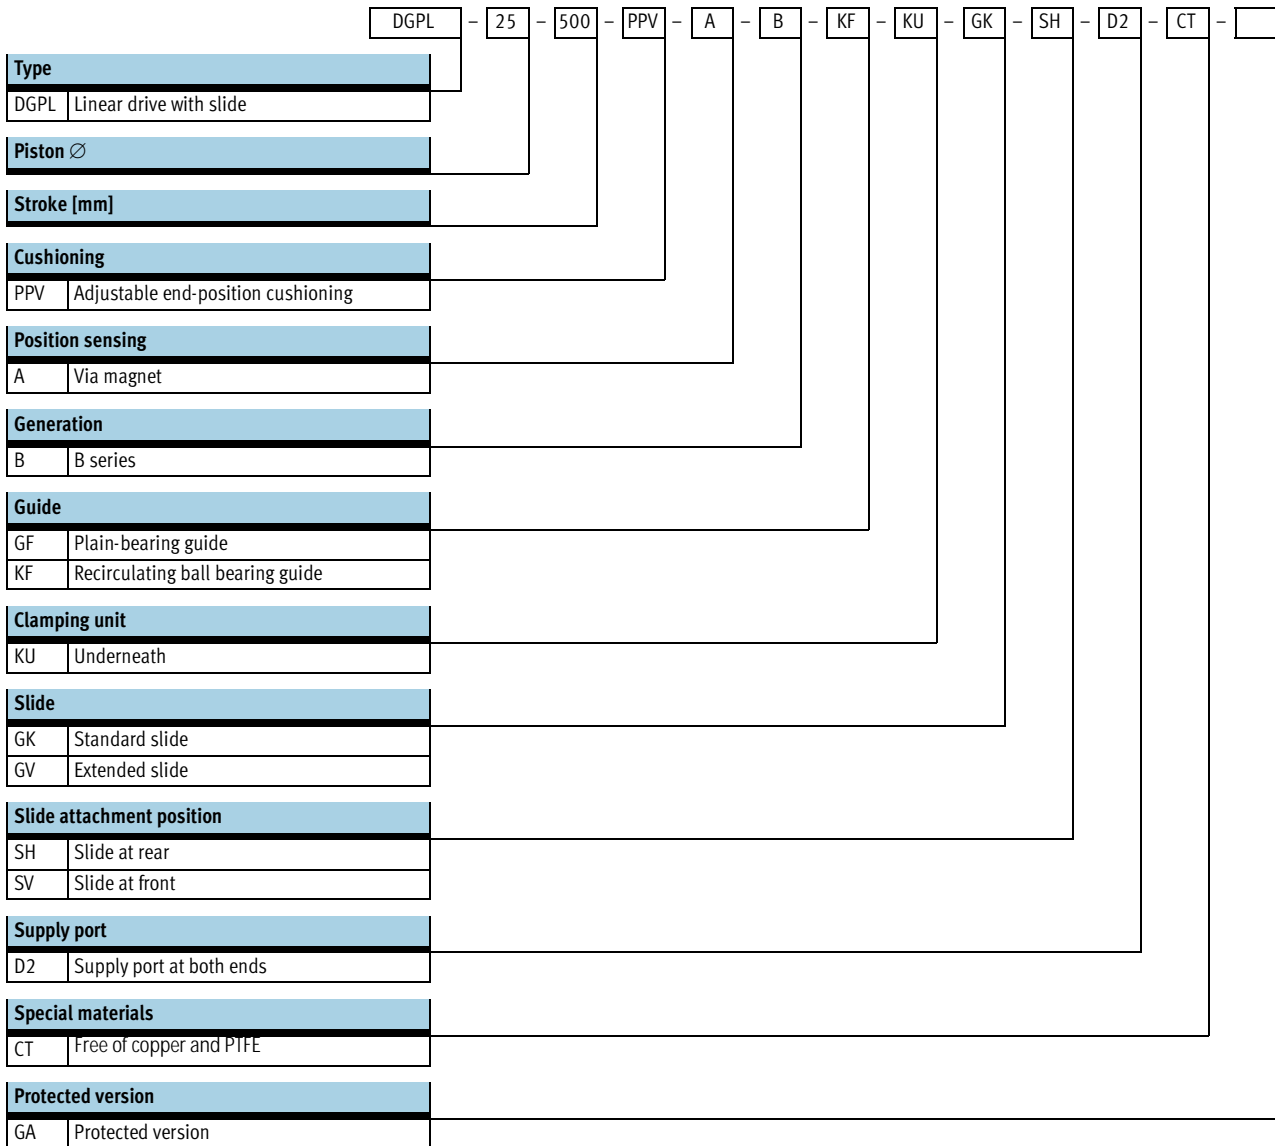 DGPL – 25 – 500 – PPV – A – B – KF – KU – GK – SH – D2 – CT –
Type
DGPL Linear drive with slide
Piston ∅
Stroke [mm]
Cushioning
PPV Adjustable end-position cushioning
Position sensing
A Via magnet
Generation
B B series
Guide
GF Plain-bearing guide
KF Recirculating ball bearing guide
Clamping unit
KU Underneath
Slide
GK Standard slide
GV Extended slide
Slide attachment position
SH Slide at rear
SV Slide at front
Supply port
D2 Supply port at both ends
Special materials
CT Free of copper and PTFE
Protected version
GA Protected version